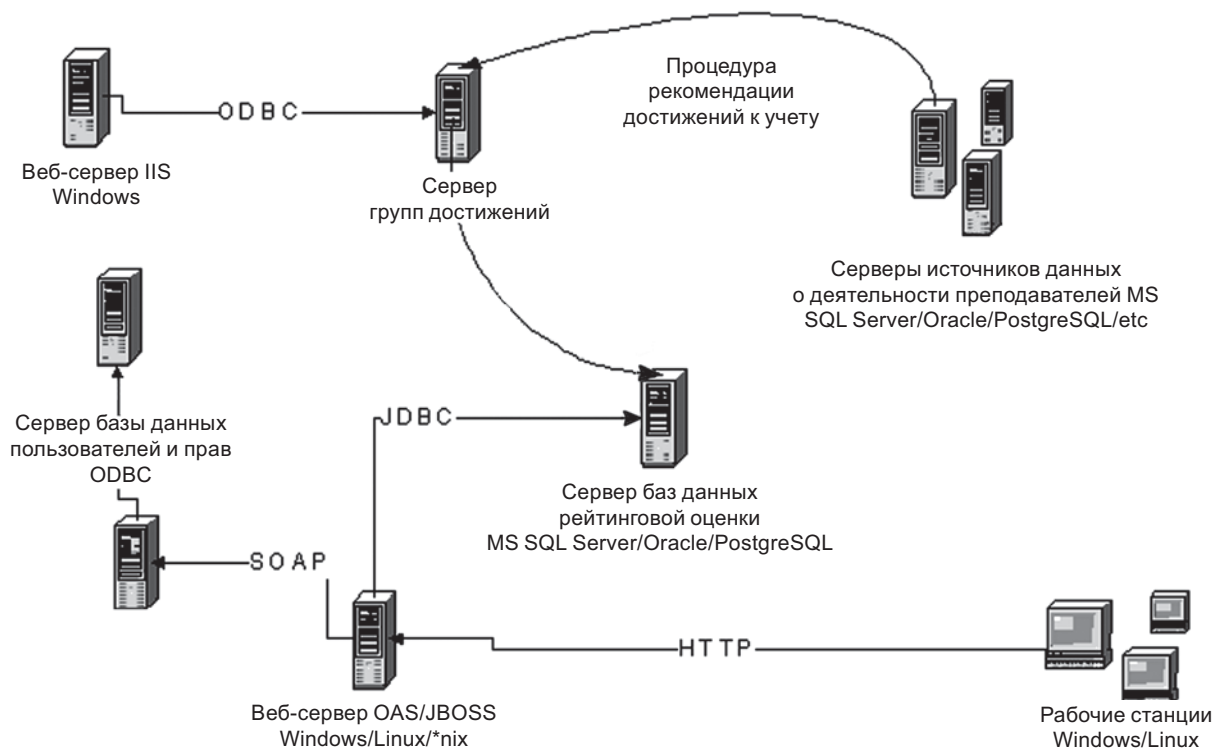 Процедура
рекомендации
достижений к учету
ODBC
Веб-сервер IIS
Windows
Сервер
групп достижений
Серверы источников данных
о деятельности преподавателей MS
SQL Server/Oracle/PostgreSQL/etc
Сервер базы данных
пользователей и прав
ODBC
JDBC
Сервер баз данных
рейтинговой оценки
MS SQL Server/Oracle/PostgreSQL
SOAP
HTTP
Веб-сервер OAS/JBOSS
Windows/Linux/*nix
Рабочие станции
Windows/Linux